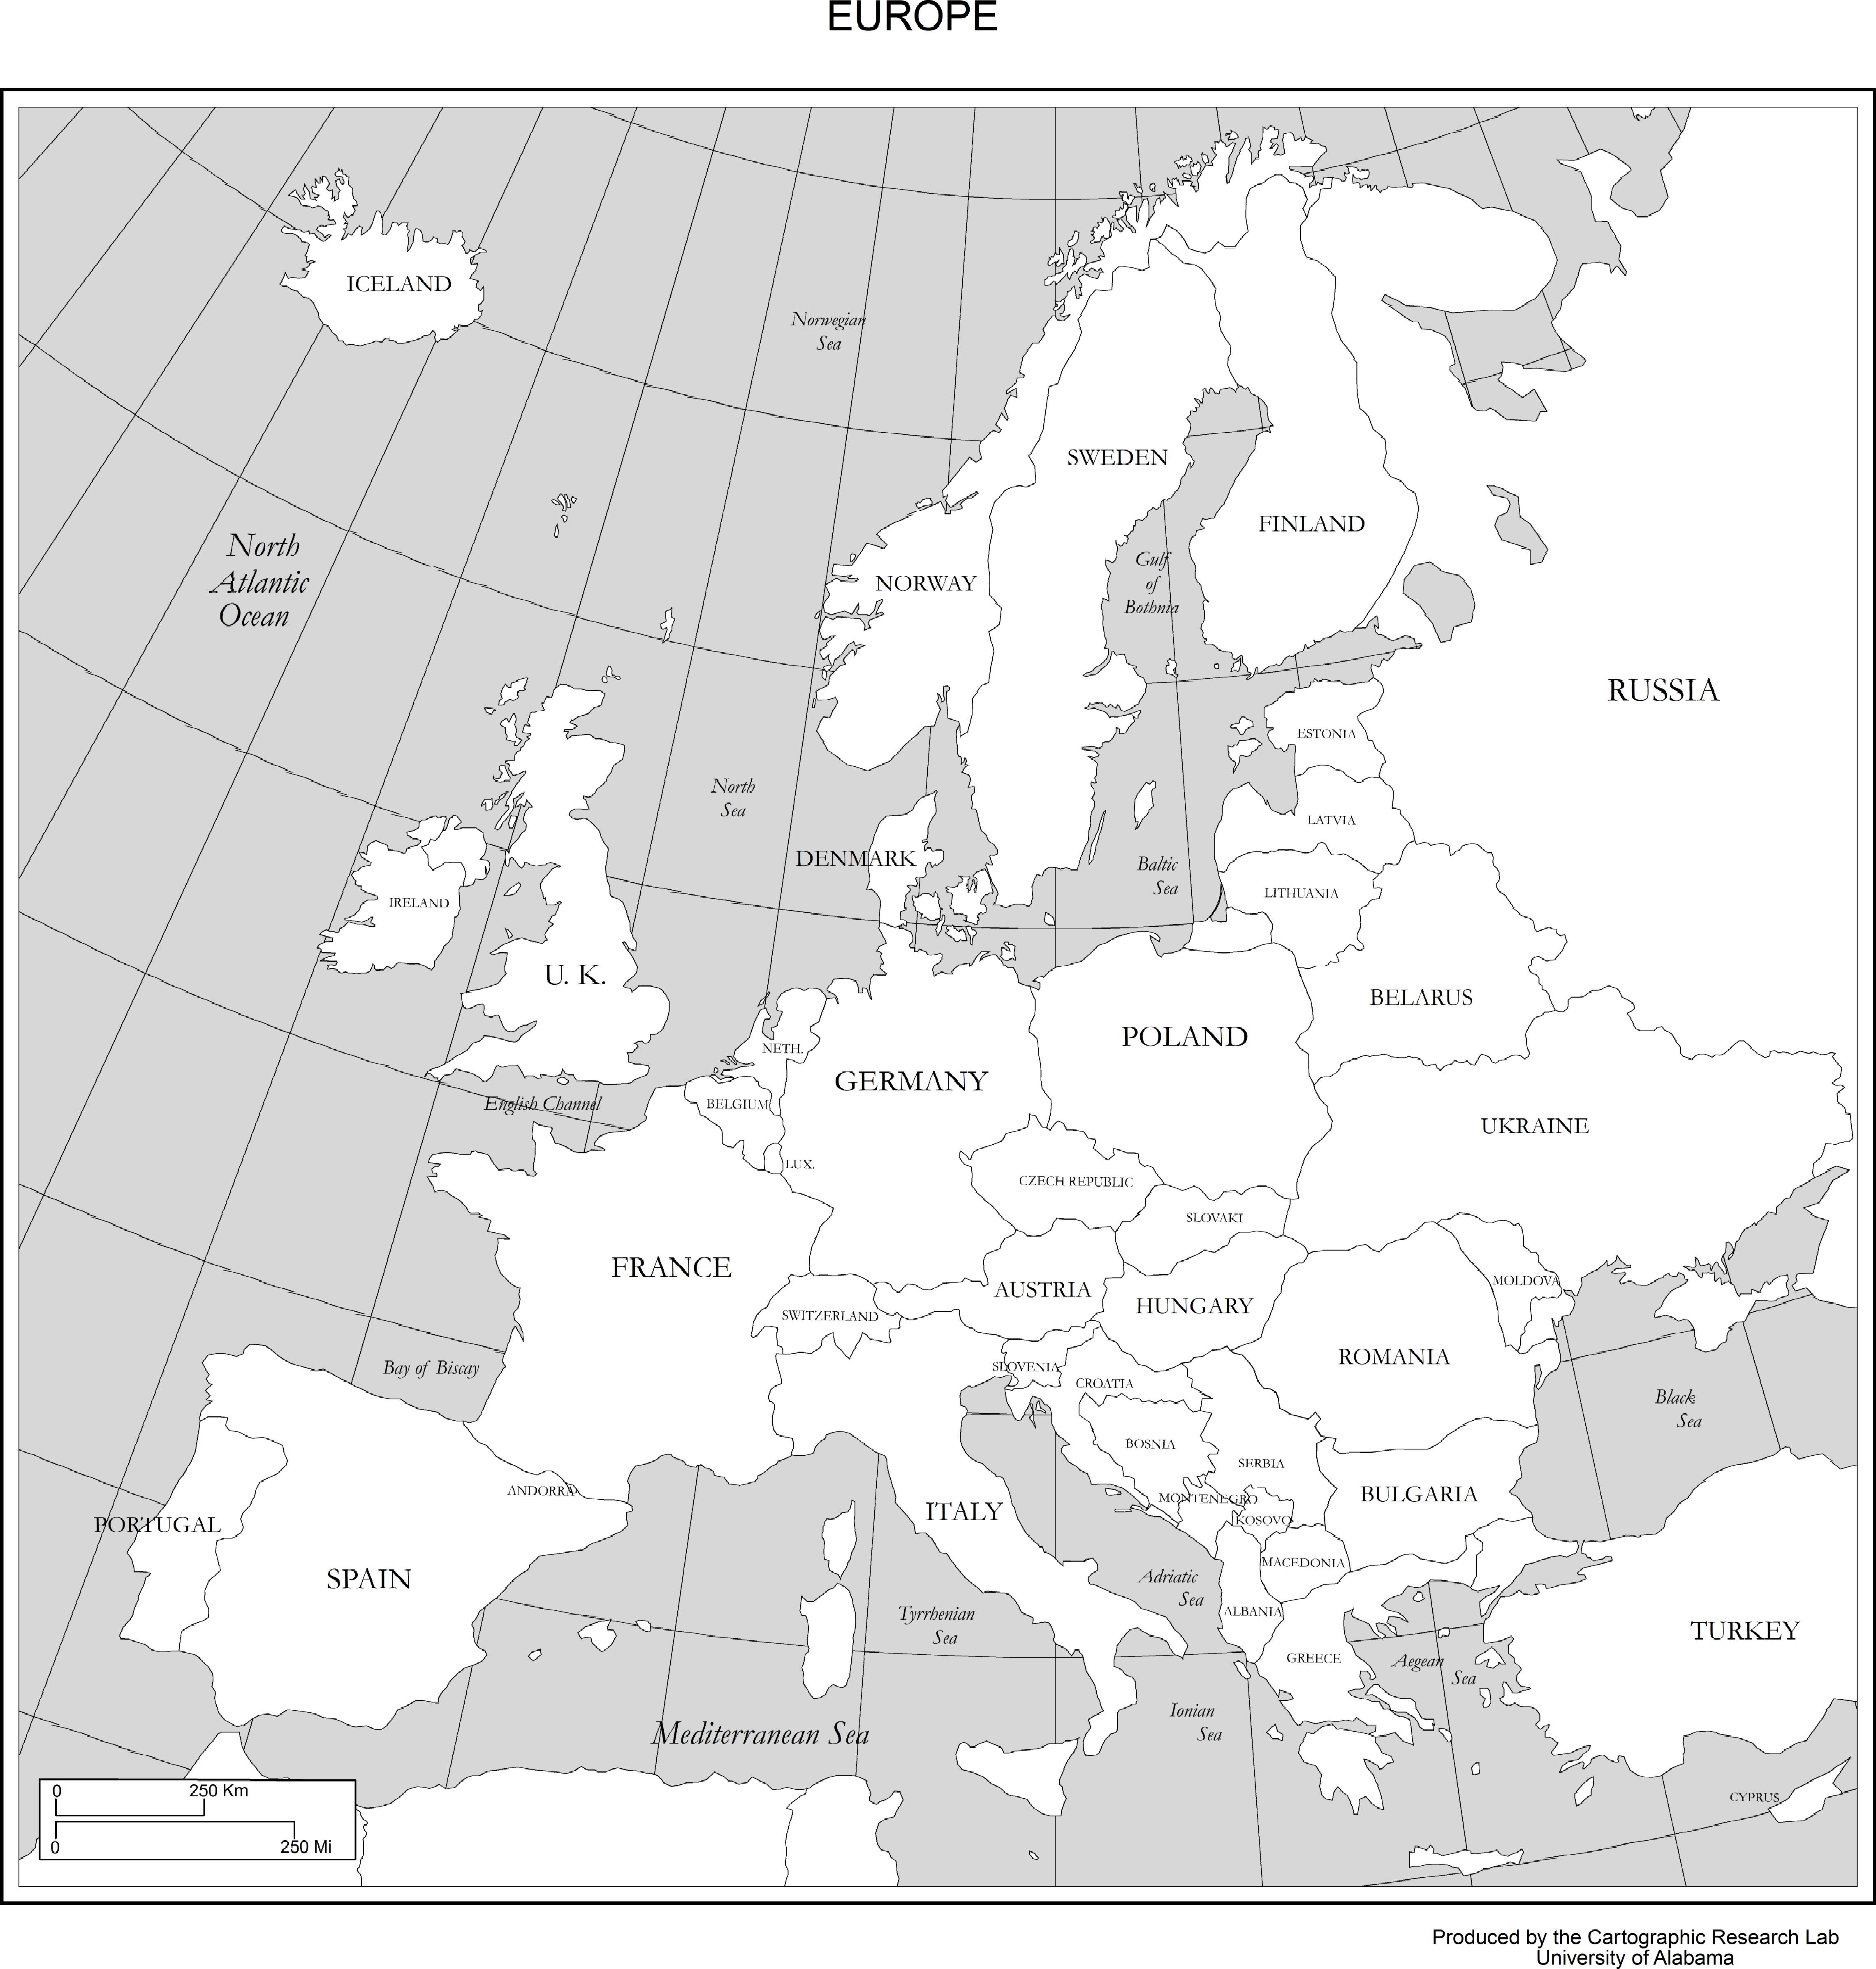 EUROPE
ICELAND
Norwegian
Sea
SWEDEN
FINLAND
North
Atlantic
Ocean
Gulf
of
Bothnia
NORWAY
RUSSIA
ESTONIA
North
Sea
LATVIA
DENMARK
Baltic
Sea
LITHUANIA
IRELAND
U. K.
BELARUS
POLAND
NETH.
GERMANY
English Channel
BELGIUM
UKRAINE
LUX.
CZECH REPUBLIC
SLOVAKI
FRANCE
MOLDOVA
AUSTRIA
HUNGARY
SWITZERLAND
ROMANIA
Bay of Biscay
SLOVENIA
CROATIA
Black
Sea
BOSNIA
SERBIA
ANDORRA
MONTENEGRO
BULGARIA
ITALY
KOSOVO
PORTUGAL
MACEDONIA
SPAIN
Adriatic
Sea
Tyrrhenian
Sea
ALBANIA
TURKEY
GREECE
Aegean
Sea
Ionian
Sea
Mediterranean Sea
CYPRUS
0 250 Km
0 250 Mi
Produced by the Cartographic Research Lab
University of Alabama